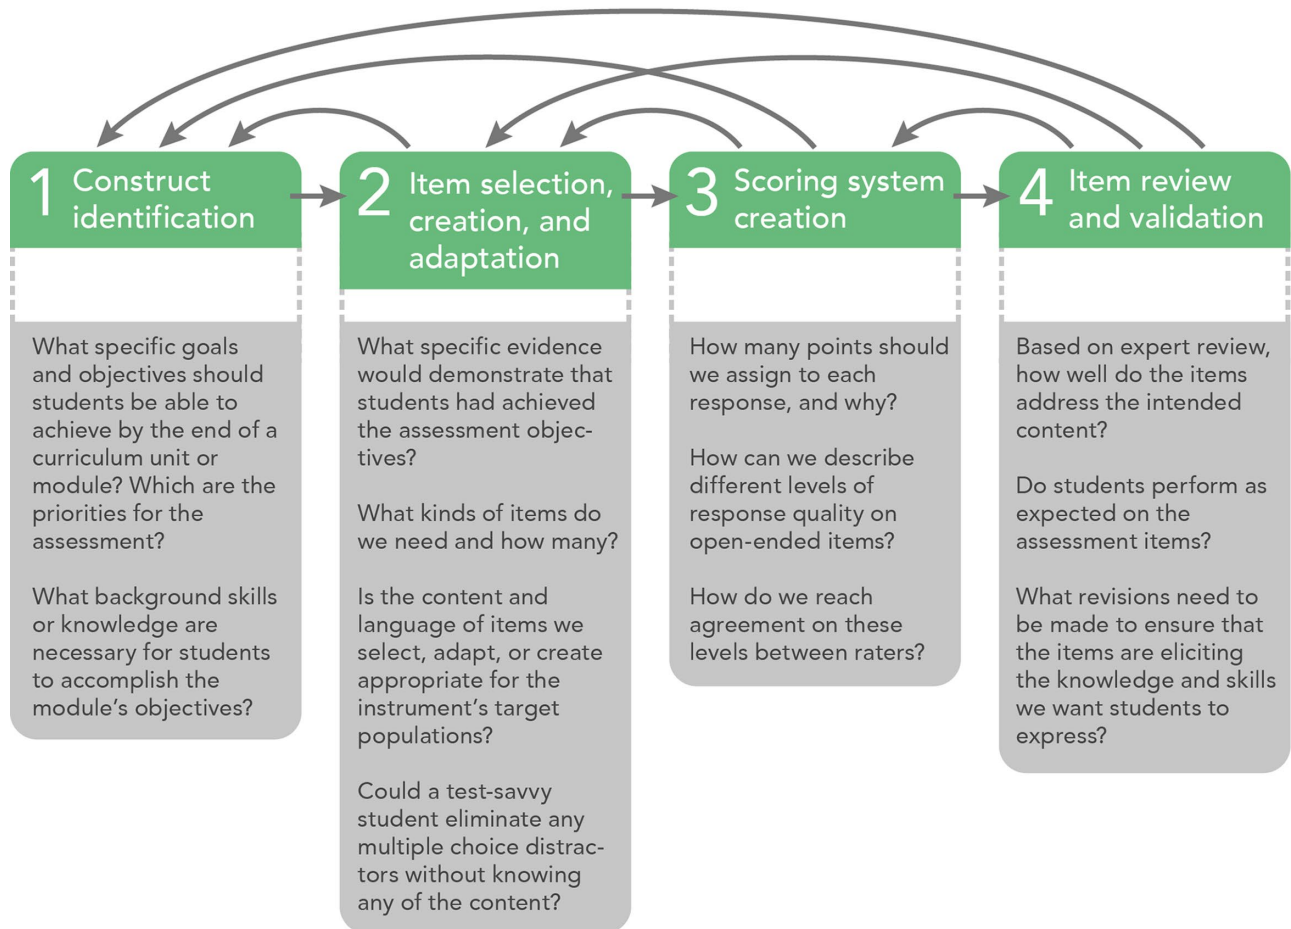 1 Construct
identification
2 Item selection,
creation, and
adaptation
3 Scoring system
creation
4 Item review
and validation
What specific goals
and objectives should
students be able to
achieve by the end of a
curriculum unit or
module? Which are the
priorities for the
assessment?
What background skills
or knowledge are
necessary for students
to accomplish the
module’s objectives?
What specific evidence
would demonstrate that
students had achieved
the assessment objec-
tives?
What kinds of items do
we need and how many?
Is the content and
language of items we
select, adapt, or create
appropriate for the
instrument’s target
populations?
Could a test-savvy
student eliminate any
multiple choice distrac-
tors without knowing
any of the content?
How many points should
we assign to each
response, and why?
How can we describe
different levels of
response quality on
open-ended items?
How do we reach
agreement on these
levels between raters?
Based on expert review,
how well do the items
address the intended
content?
Do students perform as
expected on the
assessment items?
What revisions need to
be made to ensure that
the items are eliciting
the knowledge and skills
we want students to
express?